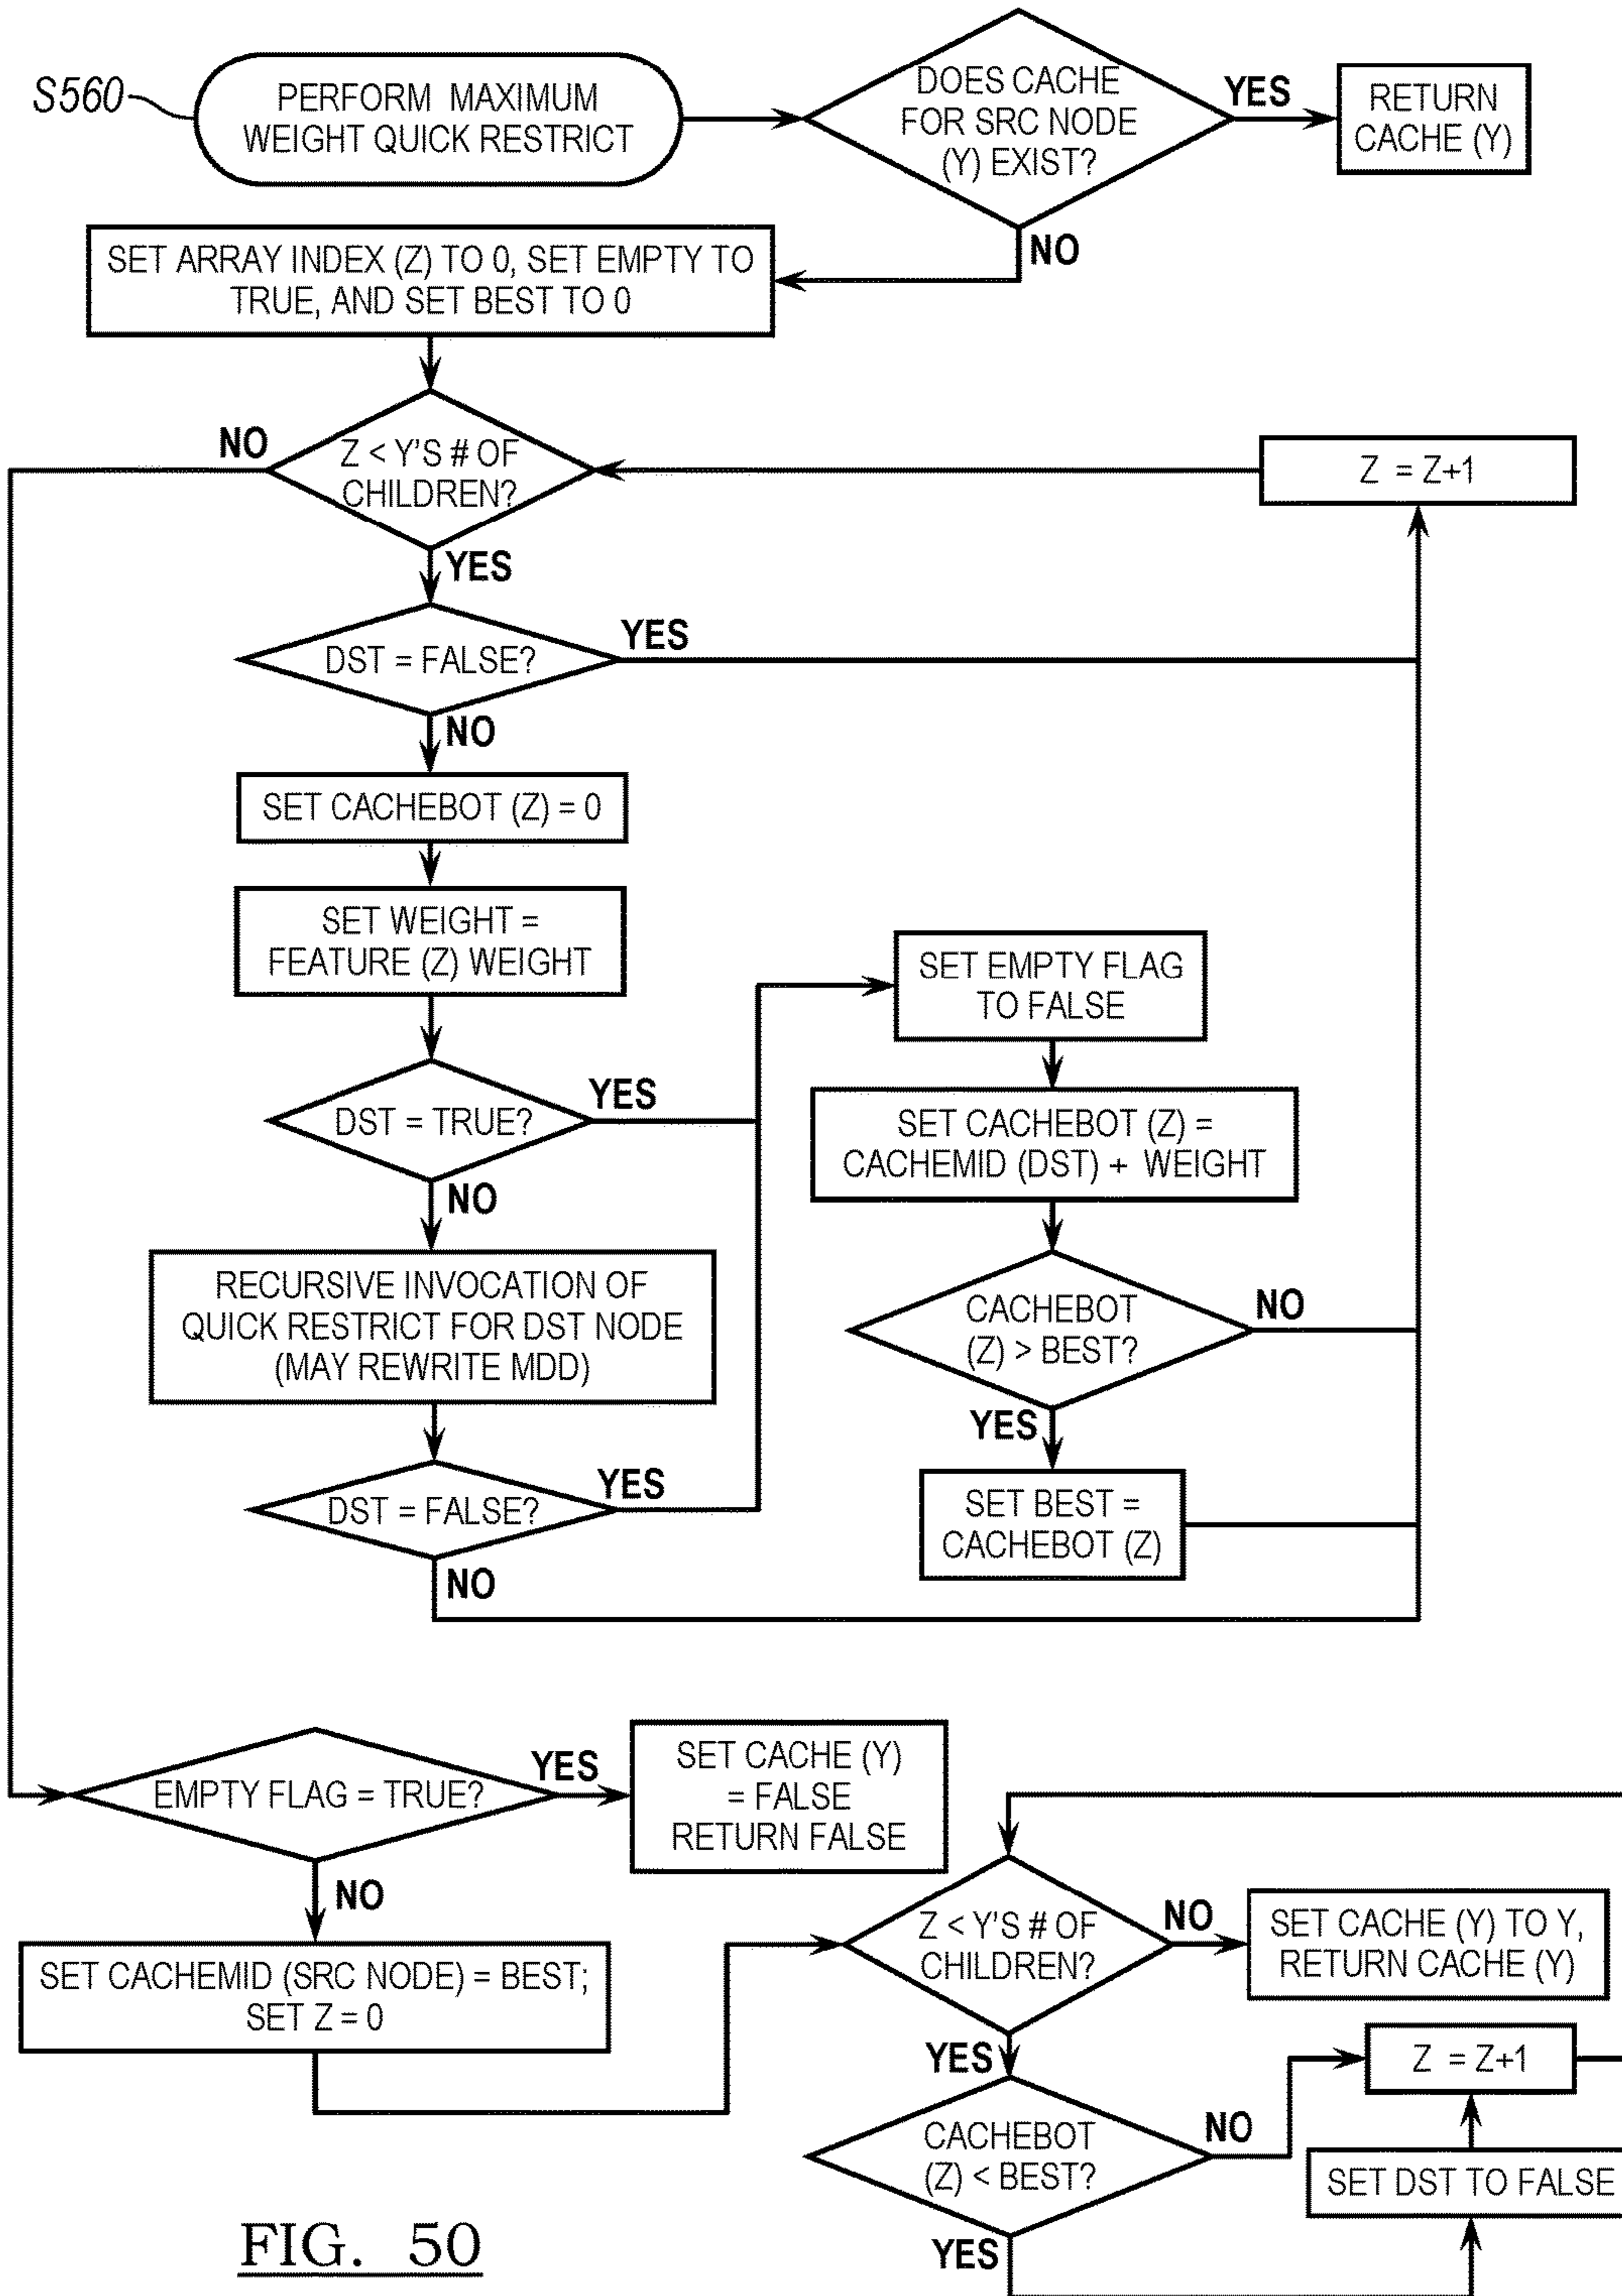 S560
PERFORM MAXIMUM
WEIGHT QUICK RESTRICT
DOES CACHE
FOR SRC NODE
(Y) EXIST?
YES
RETURN
CACHE (Y)
NO
SET ARRAY INDEX (Z) TO 0, SET EMPTY TO
TRUE, AND SET BEST TO 0
NO
Z < Y'S # OF
CHILDREN?
Z = Z+1
YES
DST = FALSE?
YES
NO
SET CACHEBOT (Z) = 0
SET WEIGHT =
FEATURE (Z) WEIGHT
SET EMPTY FLAG
TO FALSE
DST = TRUE?
YES
SET CACHEBOT (Z) =
CACHEMID (DST) + WEIGHT
NO
RECURSIVE INVOCATION OF
QUICK RESTRICT FOR DST NODE
(MAY REWRITE MDD)
CACHEBOT
(Z) > BEST?
NO
YES
DST = FALSE?
YES
SET BEST =
CACHEBOT (Z)
NO
EMPTY FLAG = TRUE?
YES
SET CACHE (Y)
= FALSE
RETURN FALSE
NO
SET CACHEMID (SRC NODE) = BEST;
SET Z = 0
Z < Y'S # OF
CHILDREN?
NO
SET CACHE (Y) TO Y,
RETURN CACHE (Y)
YES
Z = Z+1
CACHEBOT
(Z) < BEST?
NO
SET DST TO FALSE
YES
FIG. 50